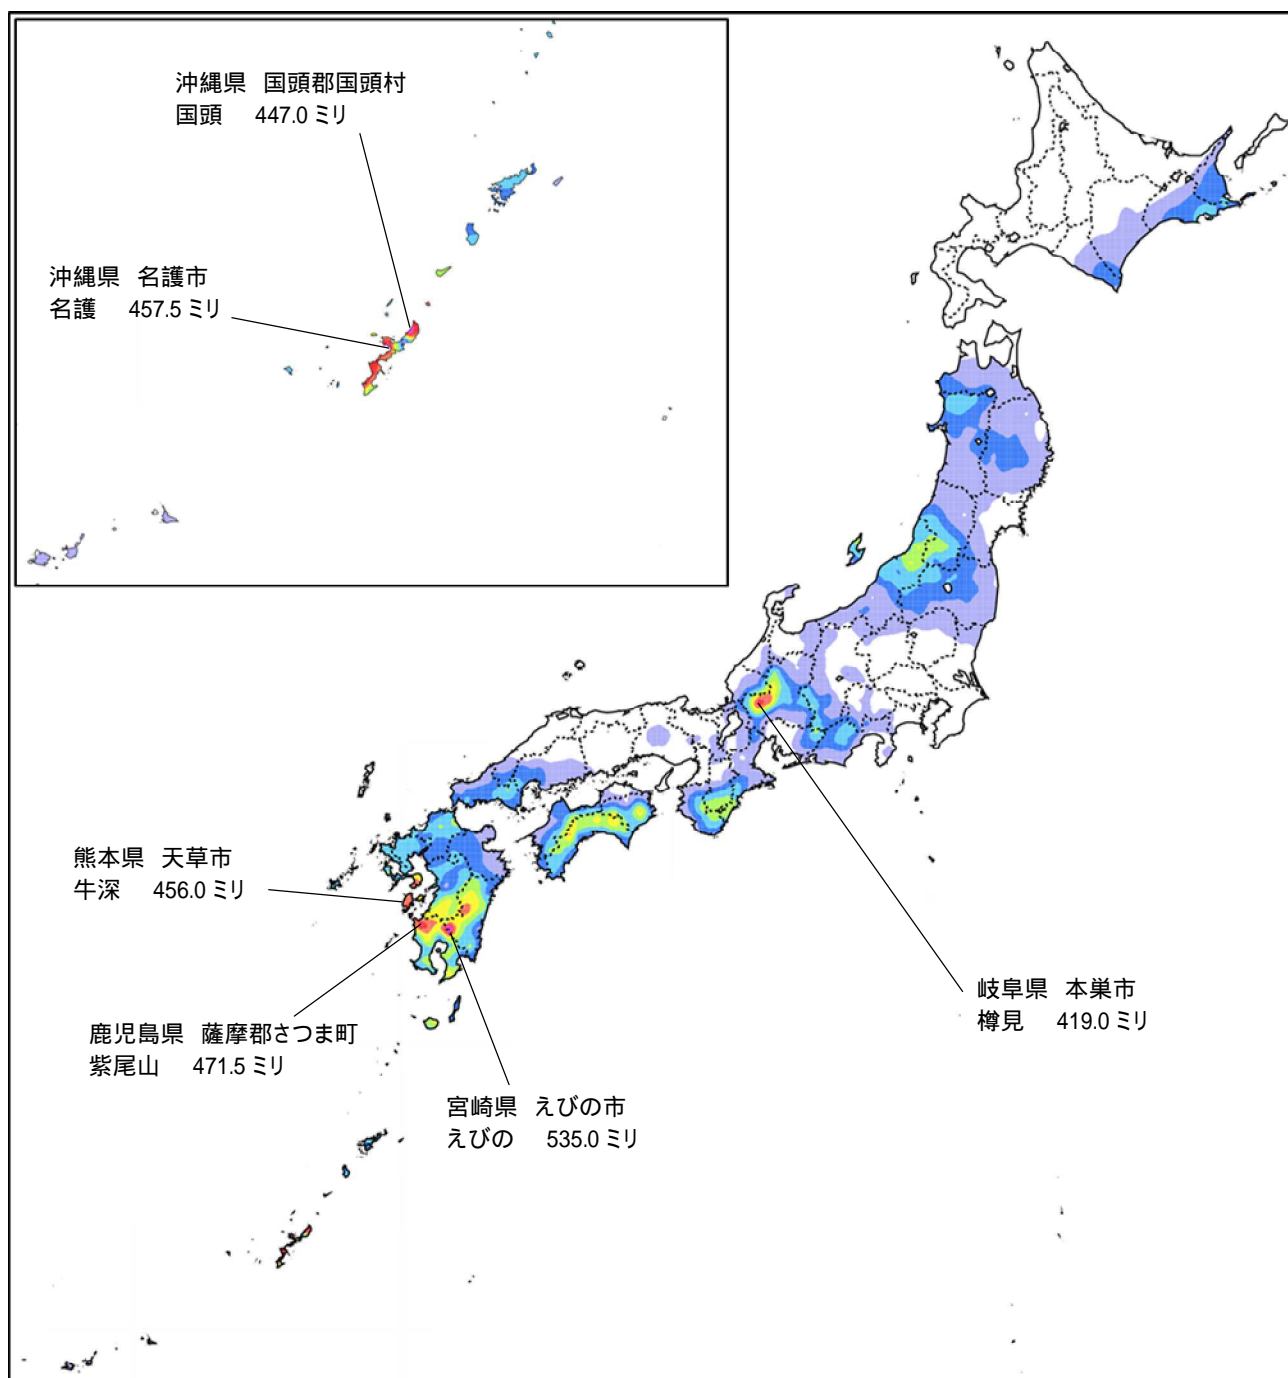 沖縄県 国頭郡国頭村
国頭 447.0 ミリ
沖縄県 名護市
名護 457.5 ミリ
熊本県 天草市
牛深 456.0 ミリ
鹿児島県 薩摩郡さつま町
紫尾山 471.5 ミリ
宮崎県 えびの市
えびの 535.0 ミリ
岐阜県 本巣市
樽見 419.0 ミリ